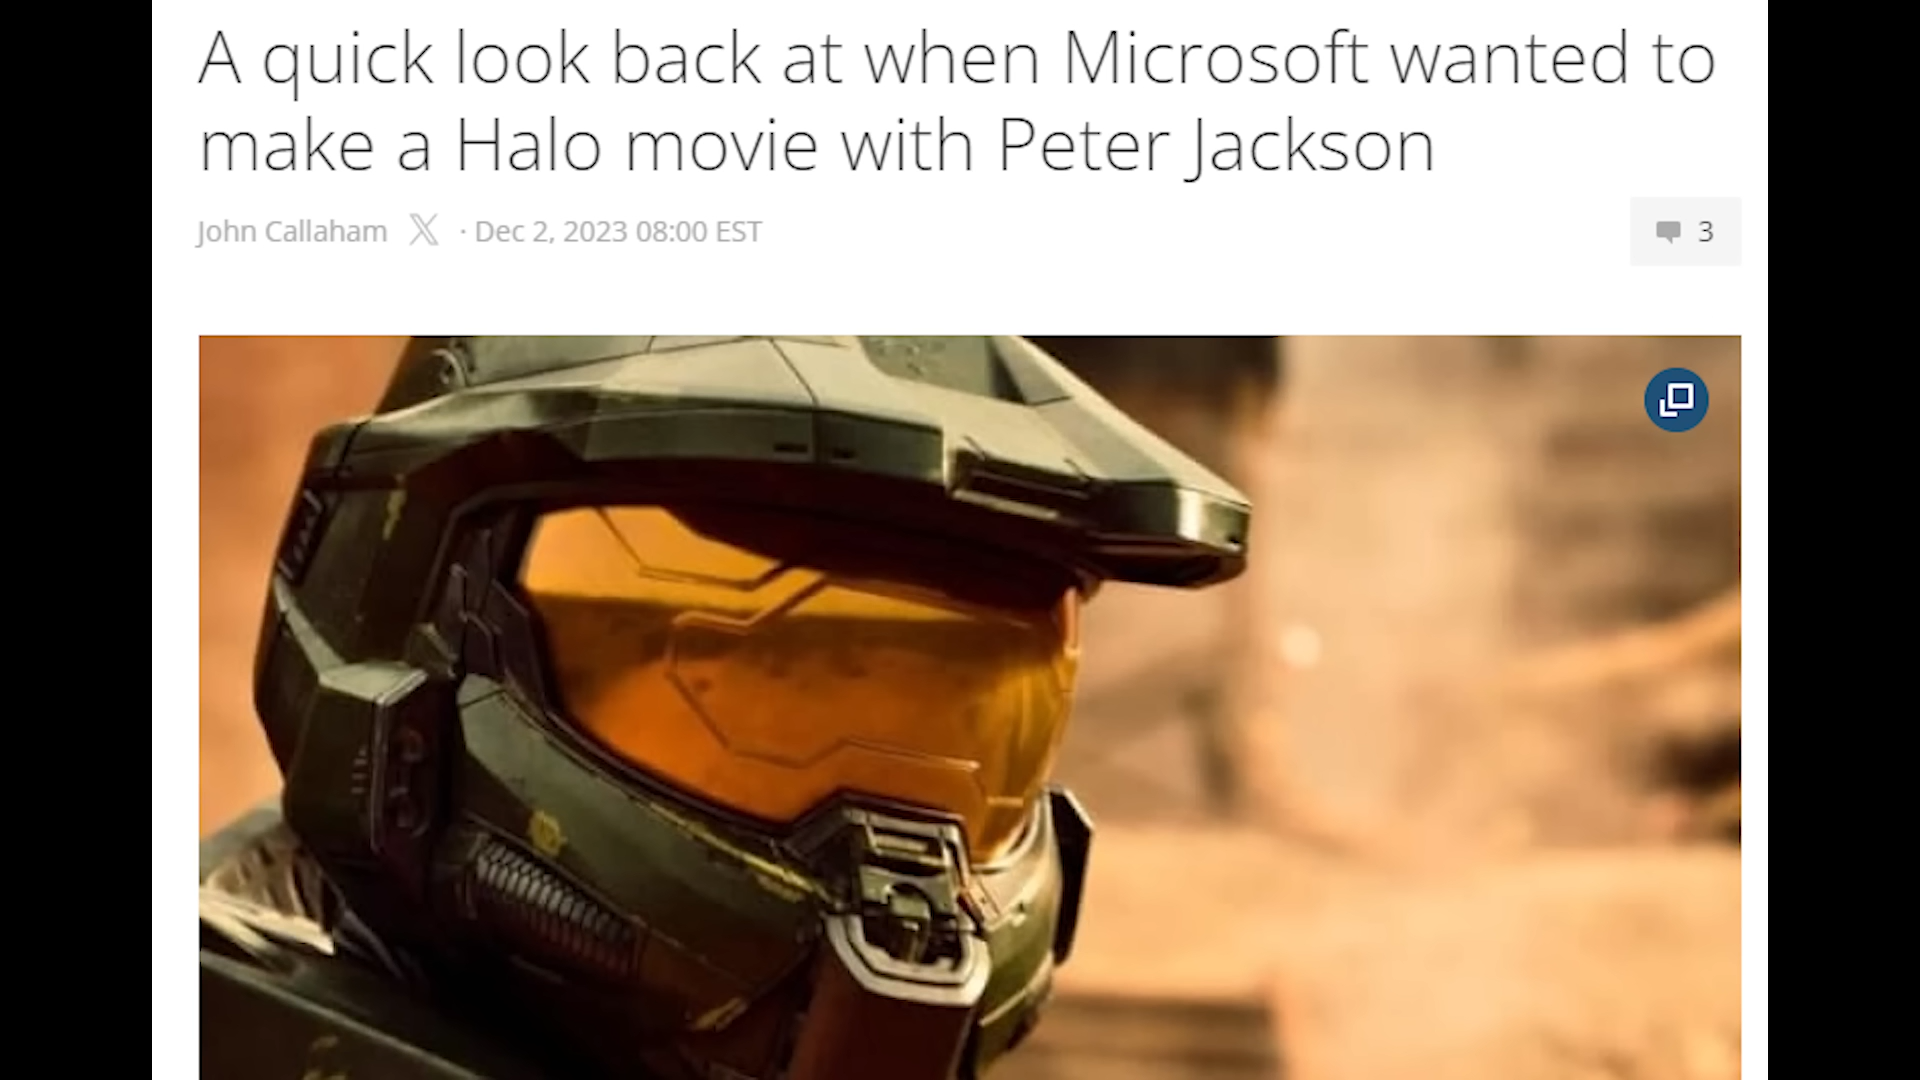 A quick look back at when Microsoft wanted to
make a Halo movie with Peter Jackson
John Callaham X · Dec 2, 2023 08:00 EST
3